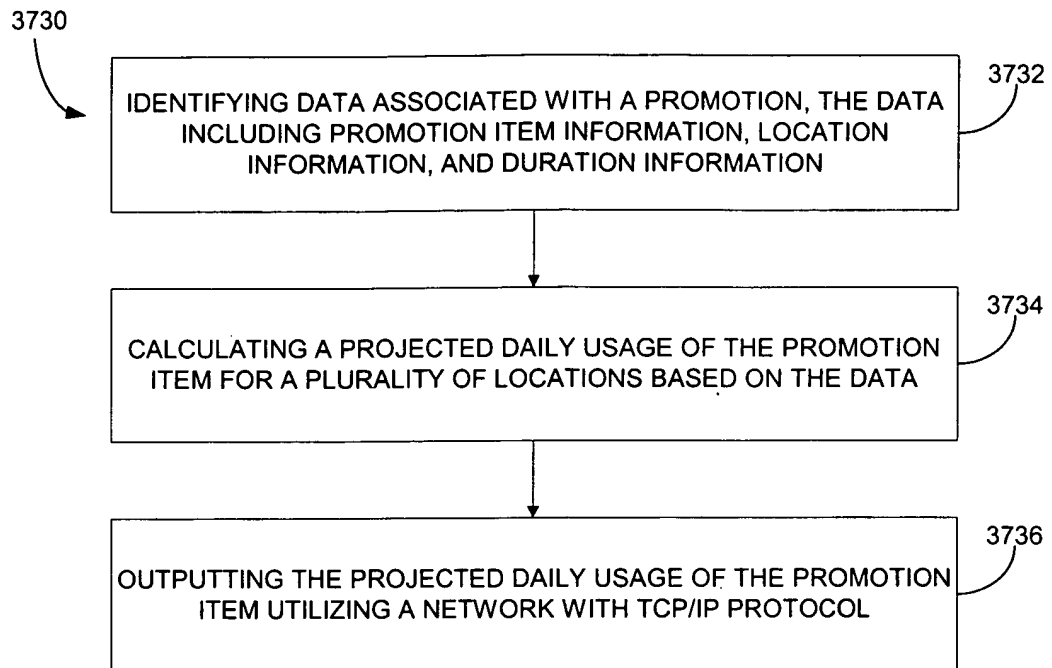 3730
3732
IDENTIFYING DATA ASSOCIATED WITH A PROMOTION, THE DATA
INCLUDING PROMOTION ITEM INFORMATION, LOCATION
INFORMATION, AND DURATION INFORMATION
3734
CALCULATING A PROJECTED DAILY USAGE OF THE PROMOTION
ITEM FOR A PLURALITY OF LOCATIONS BASED ON THE DATA
3736
OUTPUTTING THE PROJECTED DAILY USAGE OF THE PROMOTION
ITEM UTILIZING A NETWORK WITH TCP/IP PROTOCOL